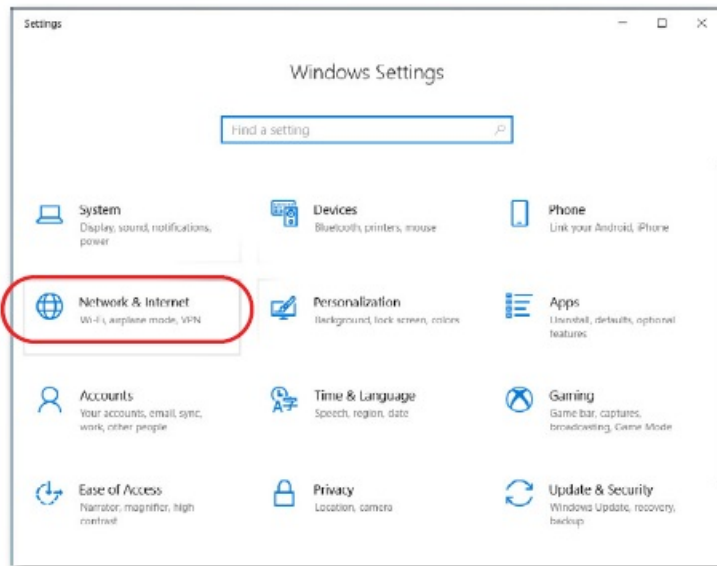 Settings
Windows Settings
Find a setting
System
Display, sound, notifications,
power
Devices
Bluetooth, printers, mouse
Phone
Link your Android, iPhone
Network & Internet
Wi-Fi, airplane mode, VPN
Personalization
Background, lock screen, colors
Apps
Uninstall, defaults, optional
features
Accounts
Your accounts, email, sync,
work, other people
Time & Language
Speech, region, date
Gaming
Game bar, captures,
broadcasting, Game Mode
Ease of Access
Narrator, magnifier, high
contrast
Privacy
Location, camera
Update & Security
Windows Update, recovery,
backup